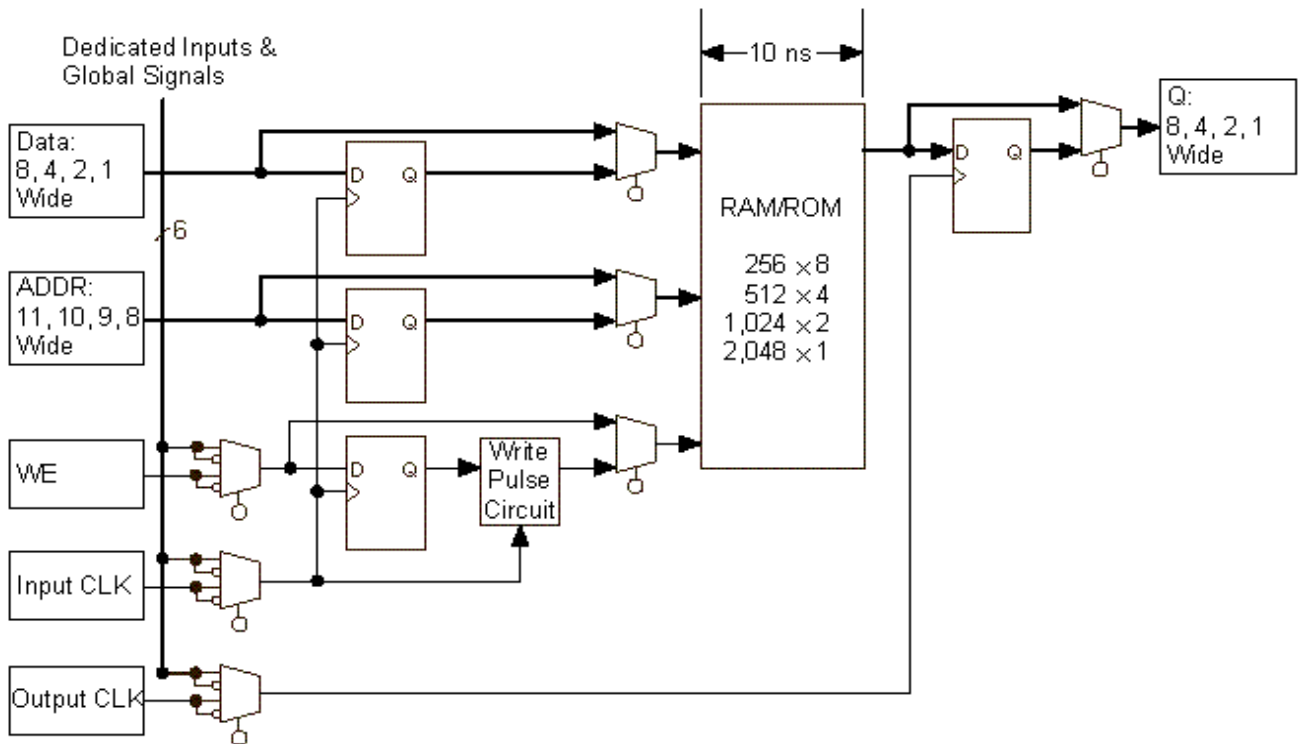 Dedicated Inputs &
Global Signals
10 ns
Data:
8, 4, 2, 1
Wide
D
Q
Q:
8, 4, 2, 1
Wide
D
Q
RAM/ROM
256 × 8
512 × 4
1,024 × 2
2,048 × 1
6
ADDR:
11, 10, 9, 8
Wide
D
Q
WE
D
Q
Write
Pulse
Circuit
Input CLK
Output CLK